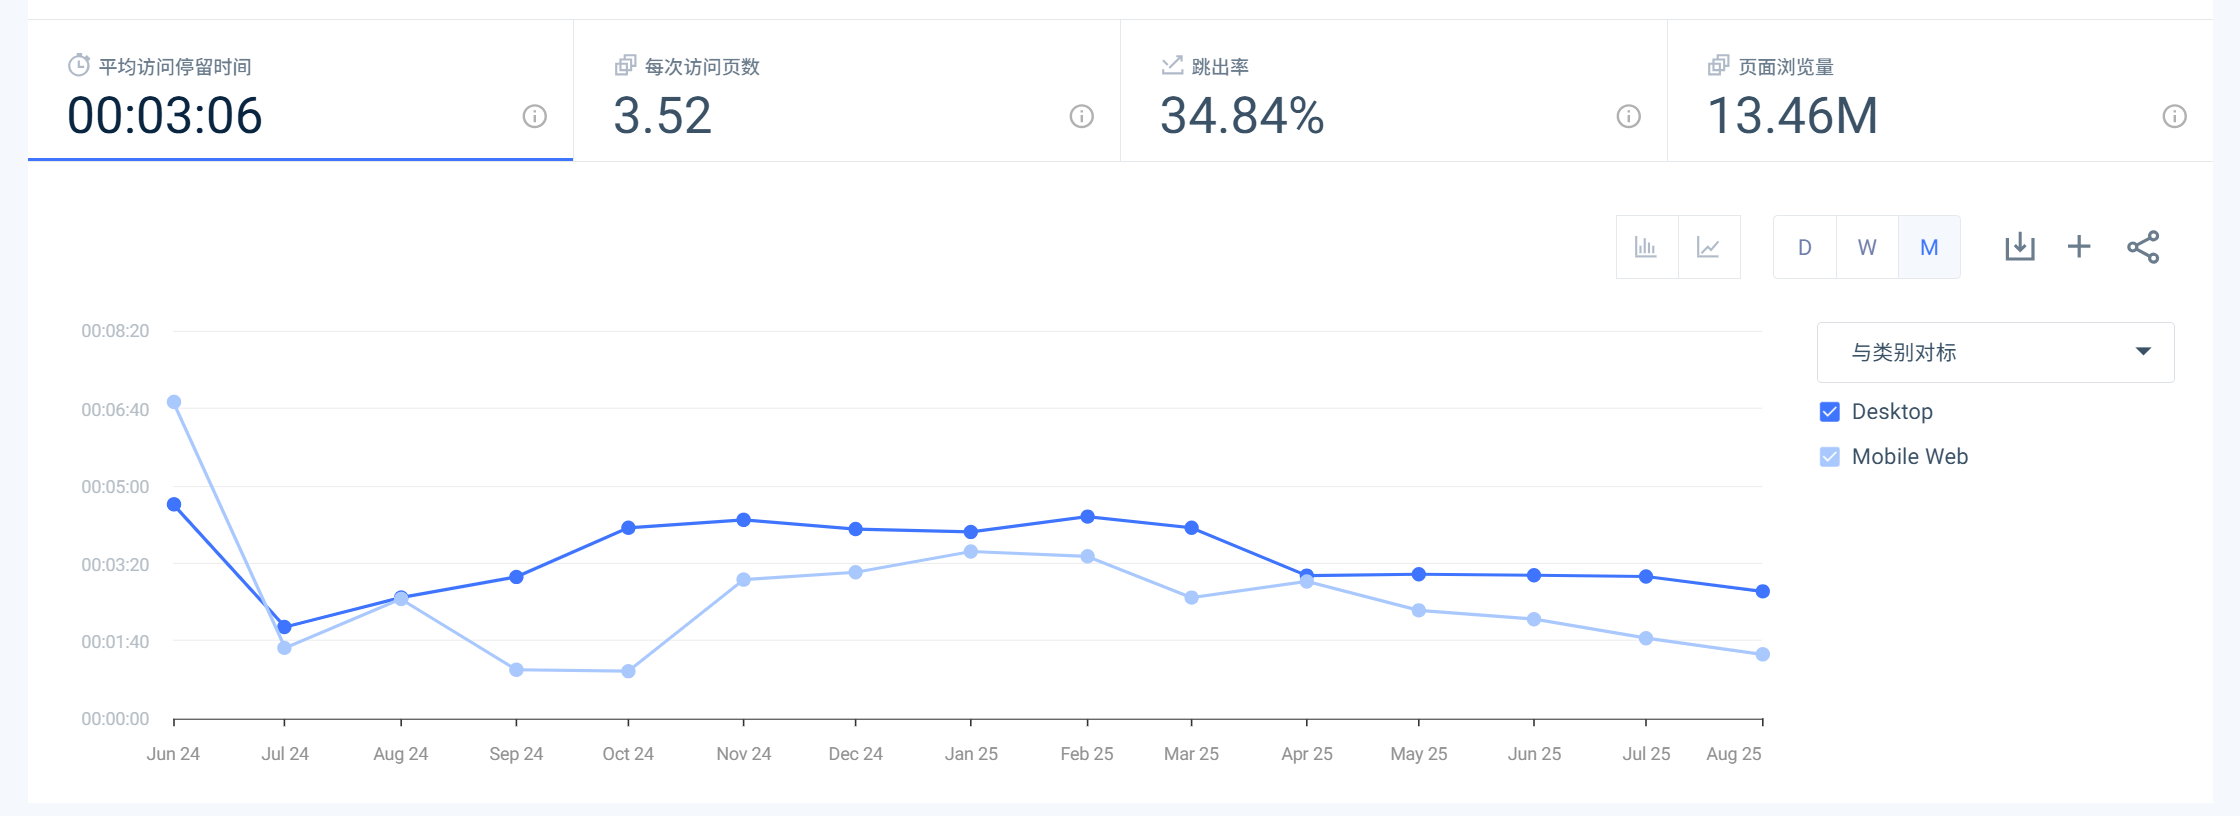 平均访问停留时间
00:03:06
每次访问页数
3.52
跳出率
34.84%
页面浏览量
13.46M
D W M
00:08:20
00:06:40
00:05:00
00:03:20
00:01:40
00:00:00
Jun 24 Jul 24 Aug 24 Sep 24 Oct 24 Nov 24 Dec 24 Jan 25 Feb 25 Mar 25 Apr 25 May 25 Jun 25 Jul 25 Aug 25
与类别对标
Desktop
Mobile Web